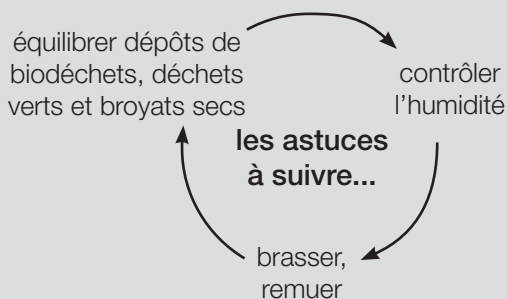 équilibrer dépôts de
biodéchets, déchets
verts et broyats secs
contrôler
l’humidité
les astuces
à suivre...
brasser,
remuer